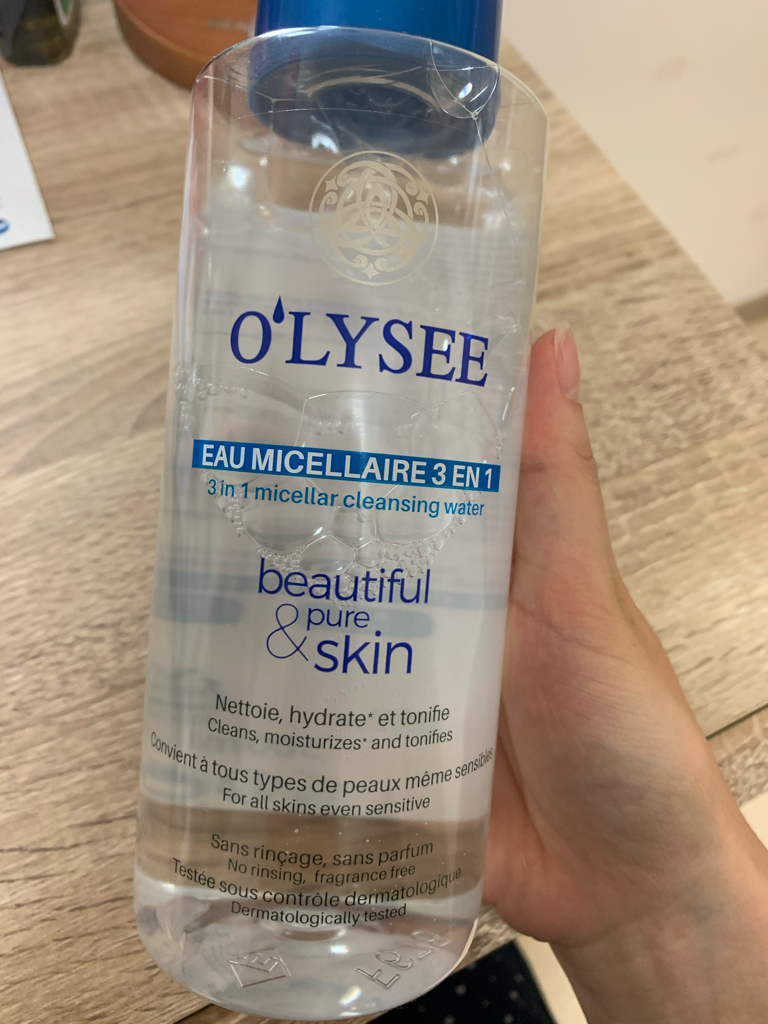 O'LYSEE
EAU MICELLAIRE 3 EN 1
3 in 1 micellar cleansing water
beautiful
& pure
skin
Nettoie, hydrate* et tonifie
Cleans, moisturizes* and tonifies
Convient à tous types de peaux même sensibles
For all skins even sensitive
Sans rinçage, sans parfum
No rinsing, fragrance free
Testée sous contrôle dermatologique
Dermatologically tested